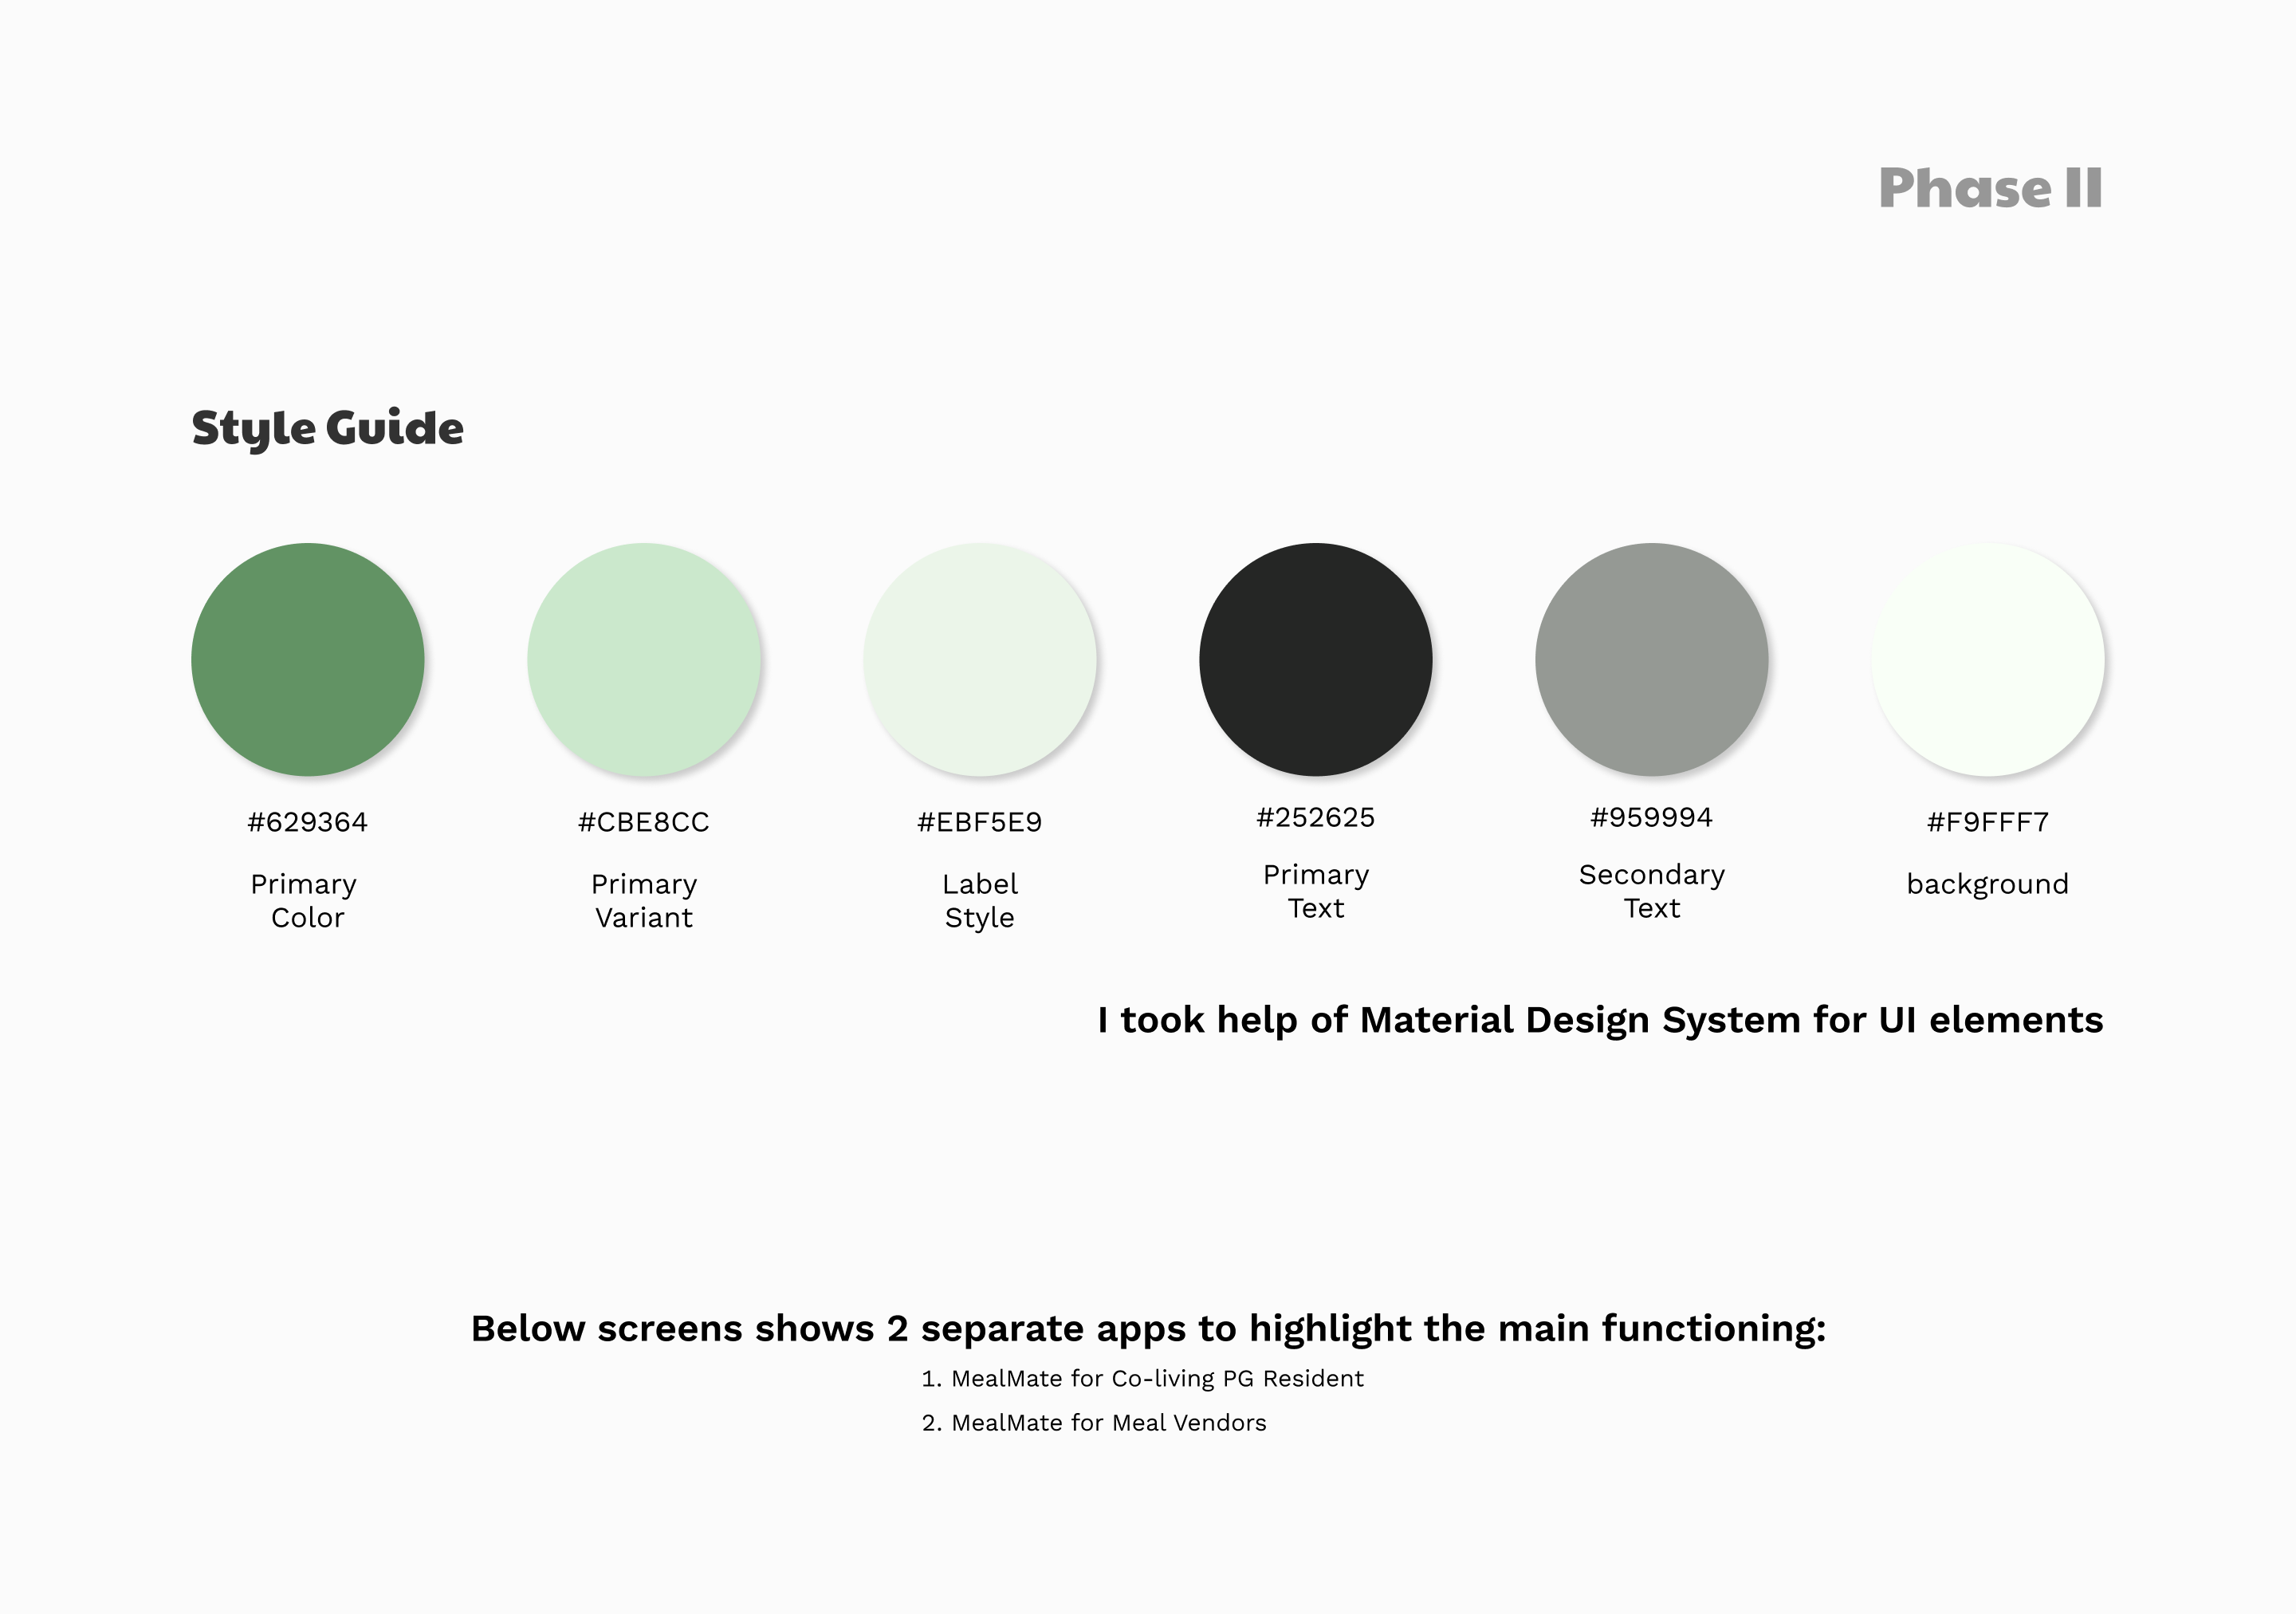 Phase II
Style Guide
#629364
Primary
Color
#CBE8CC
Primary
Variant
#EBF5E9
Label
Style
#252625
Primary
Text
#959994
Secondary
Text
#F9FFF7
background
I took help of Material Design System for UI elements
Below screens shows 2 separate apps to highlight the main functioning:
1. MealMate for Co-living PG Resident
2. MealMate for Meal Vendors